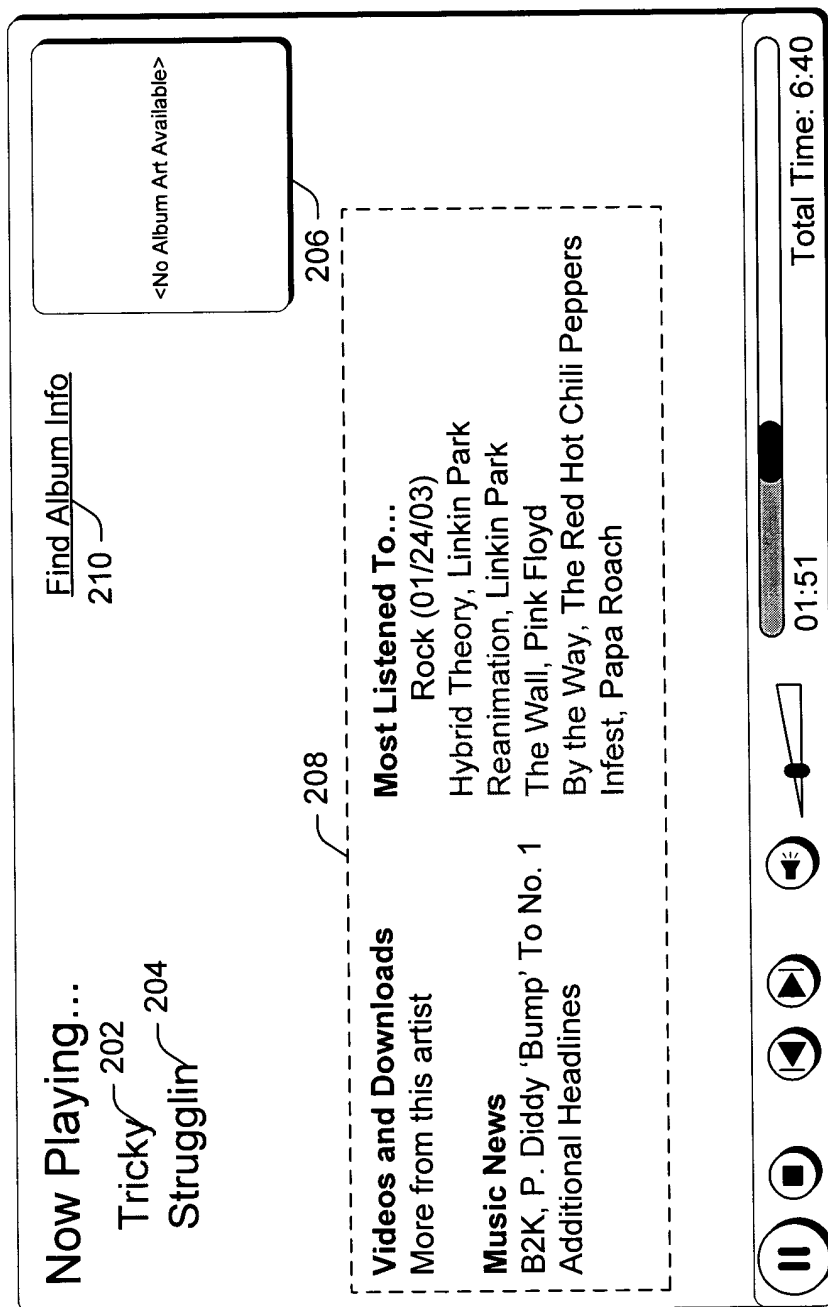 Now Playing...
Tricky
202
Strugglin
204
Find Album Info
210
<No Album Art Available>
206
208
Videos and Downloads
More from this artist
Music News
B2K, P. Diddy ‘Bump’ To No. 1
Additional Headlines
Most Listened To...
Rock (01/24/03)
Hybrid Theory, Linkin Park
Reanimation, Linkin Park
The Wall, Pink Floyd
By the Way, The Red Hot Chili Peppers
Infest, Papa Roach
01:51
Total Time: 6:40